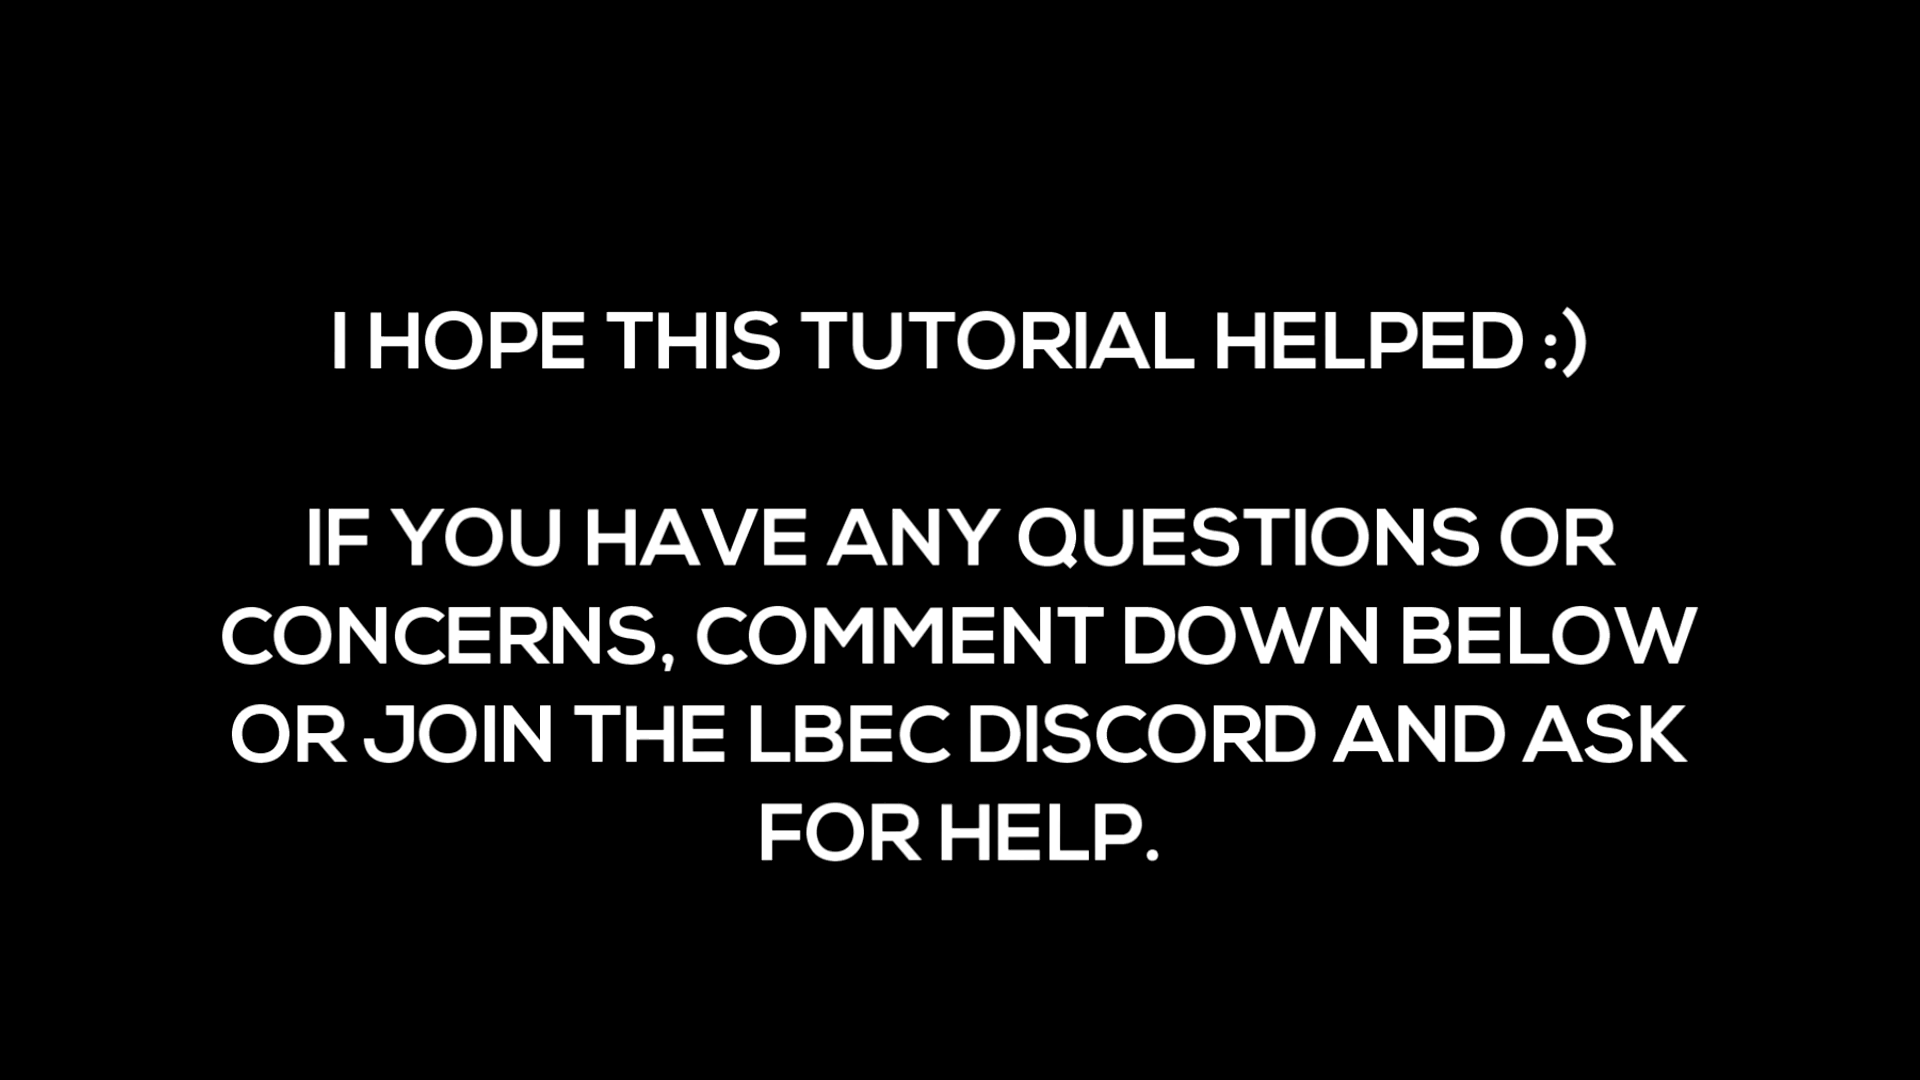 I HOPE THIS TUTORIAL HELPED :)
IF YOU HAVE ANY QUESTIONS OR
CONCERNS, COMMENT DOWN BELOW
OR JOIN THE LBEC DISCORD AND ASK
FOR HELP.